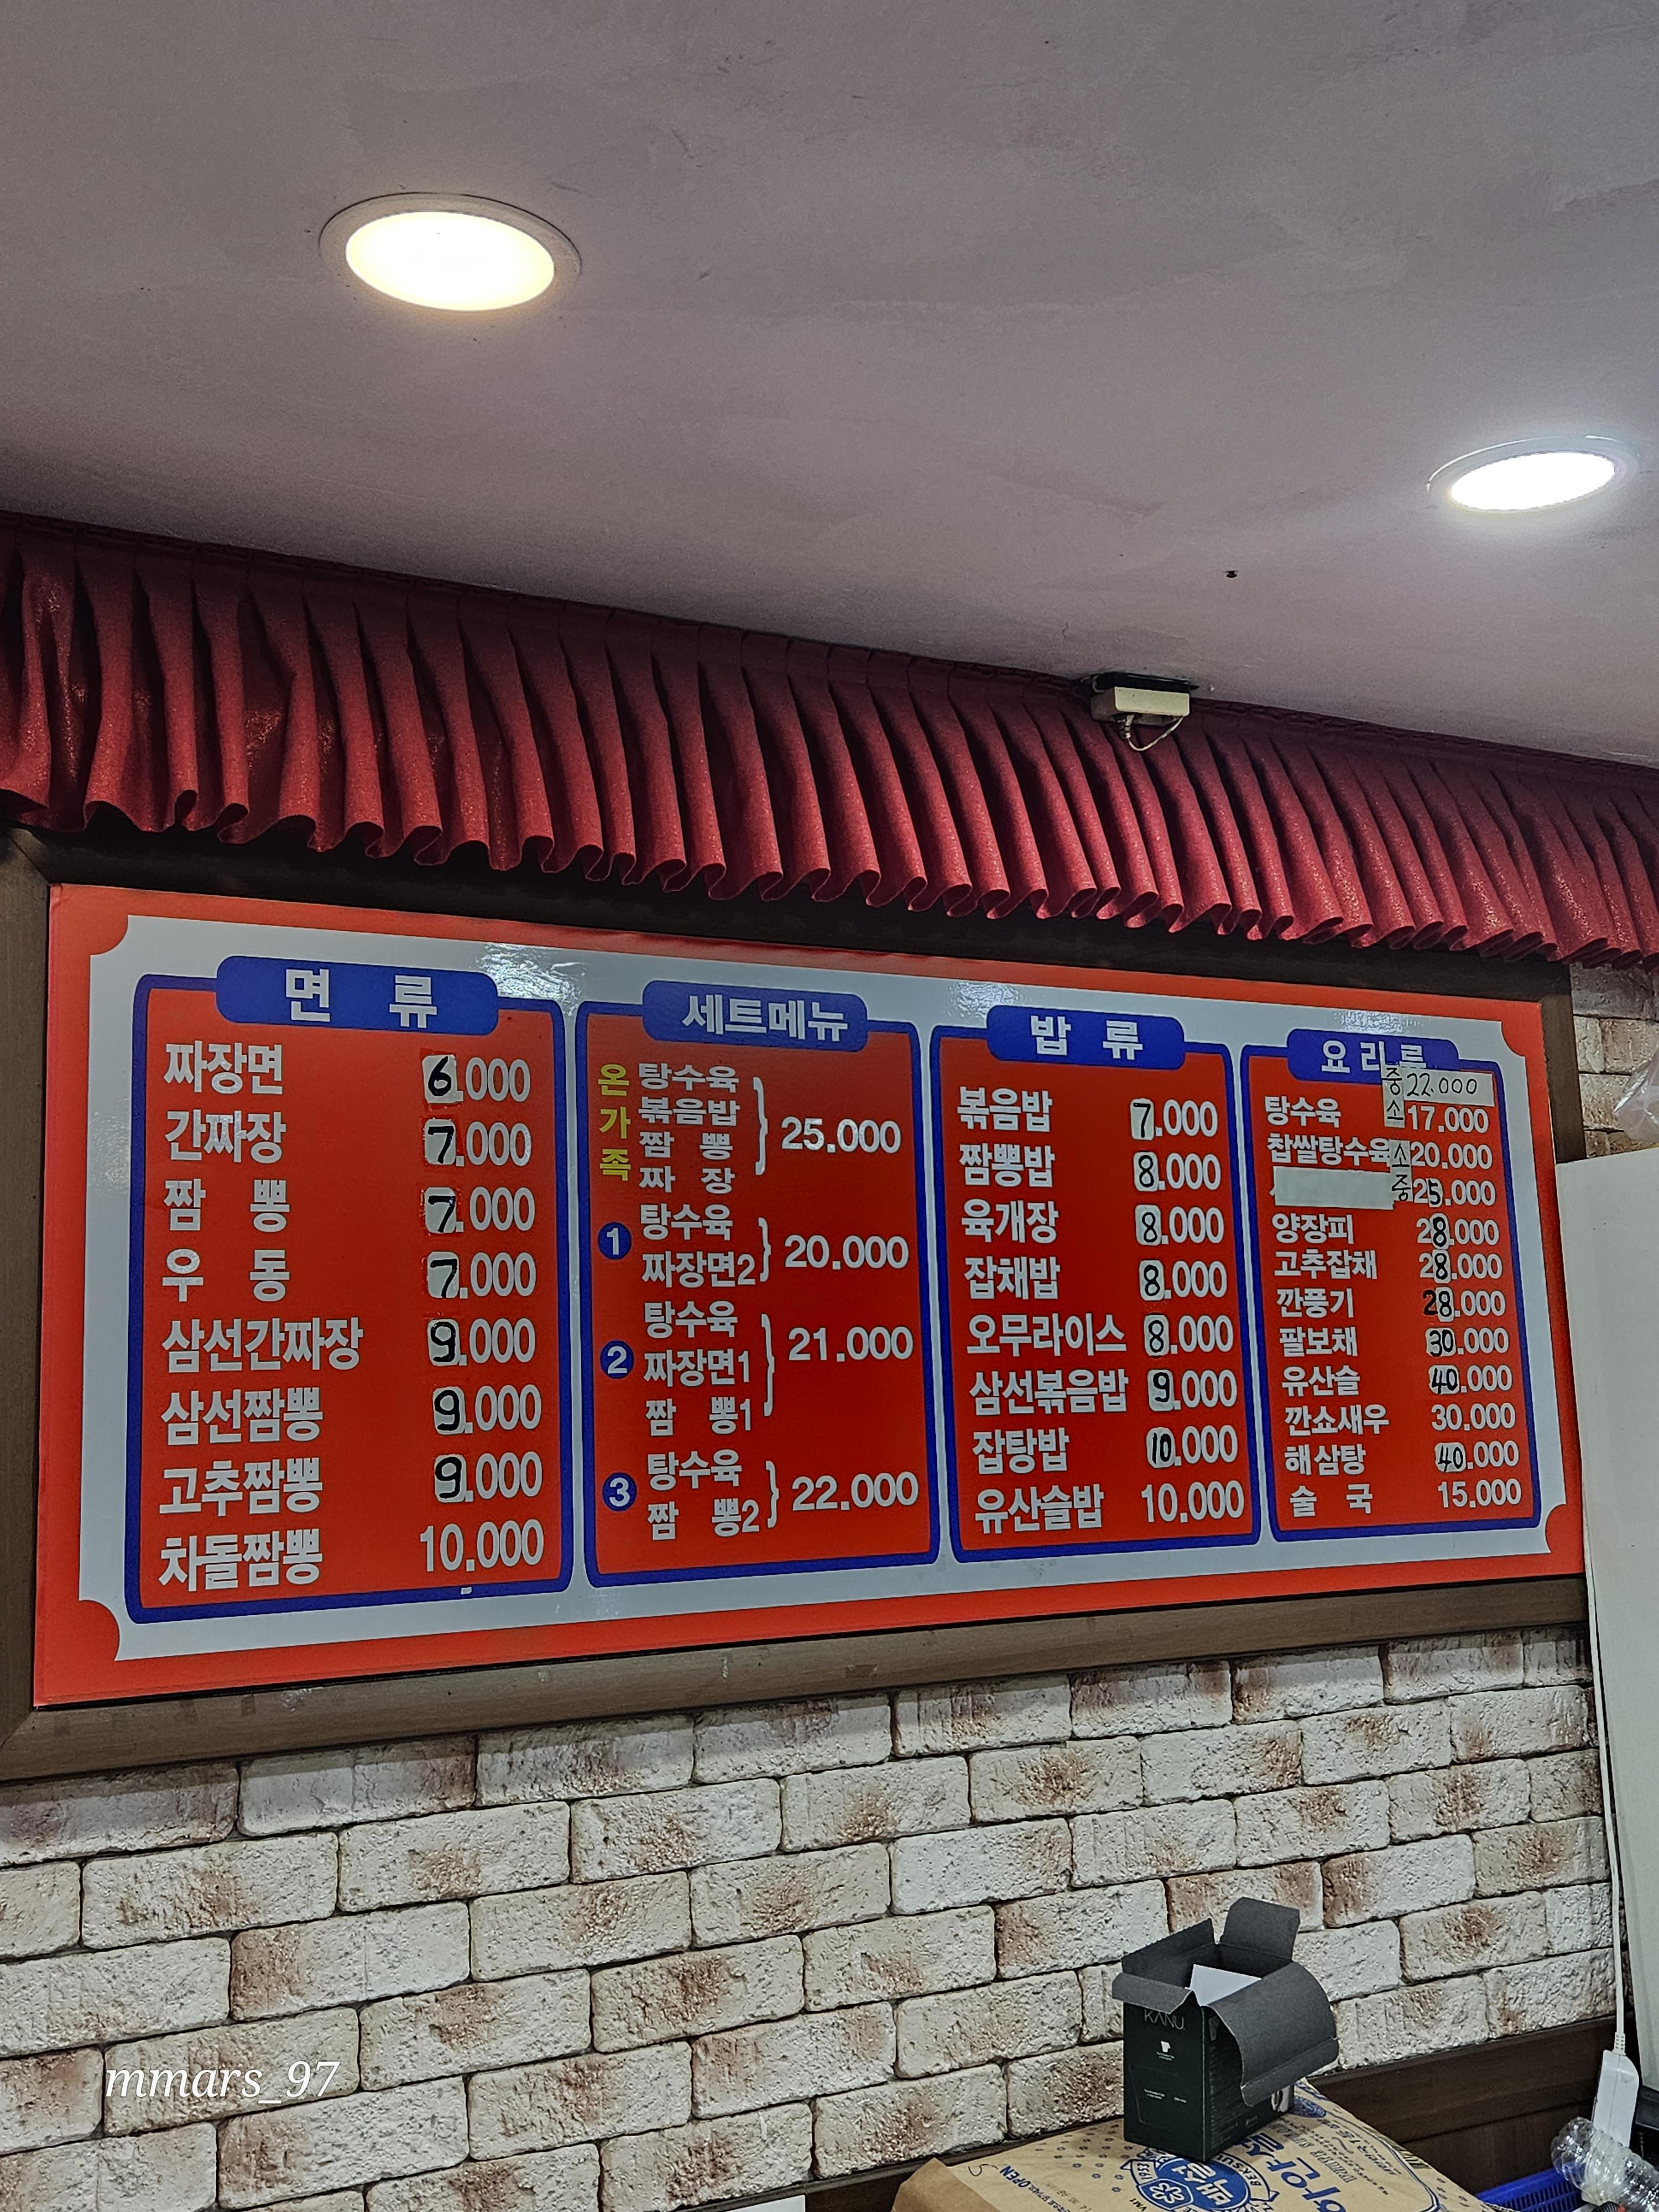 면 류
짜장면 6.000
간짜장 7.000
짬 뽕 7.000
우 동 7.000
삼선간짜장 9.000
삼선짬뽕 9.000
고추짬뽕 9.000
차돌짬뽕 10.000
세트메뉴
온가족
탕수육
볶음밥
짬 뽕
짜 장
25.000
1
탕수육
짜장면2
20.000
2
탕수육
짜장면1
짬 뽕1
21.000
3
탕수육
짬 뽕2
22.000
밥 류
볶음밥 7.000
짬뽕밥 8.000
육개장 8.000
잡채밥 8.000
오무라이스 8.000
삼선볶음밥 9.000
잡탕밥 10.000
유산슬밥 10.000
요리류
중 22.000
탕수육 소 17.000
찹쌀탕수육 소 20.000
중 25.000
양장피 28.000
고추잡채 28.000
깐풍기 28.000
팔보채 30.000
유산슬 40.000
깐쇼새우 30.000
해삼탕 40.000
술 국 15.000
KANU
mmars_97
OPEN